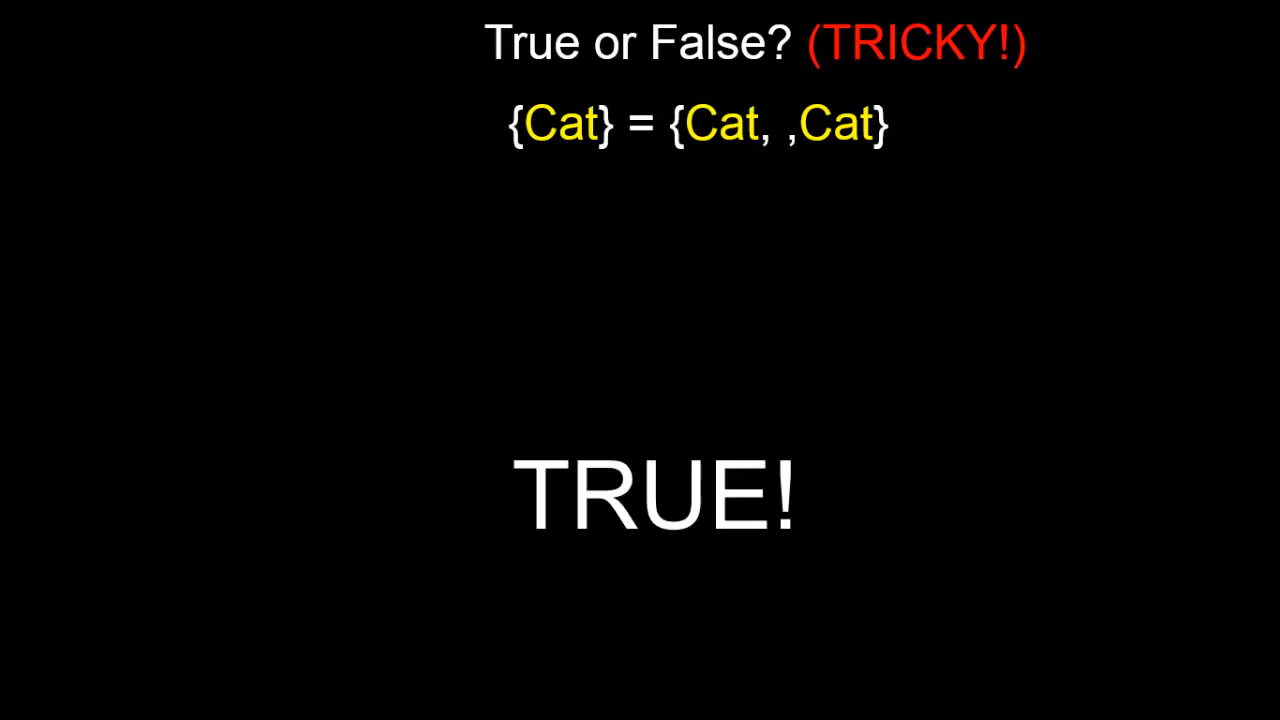 True or False? (TRICKY!)
{Cat} = {Cat, ,Cat}
TRUE!